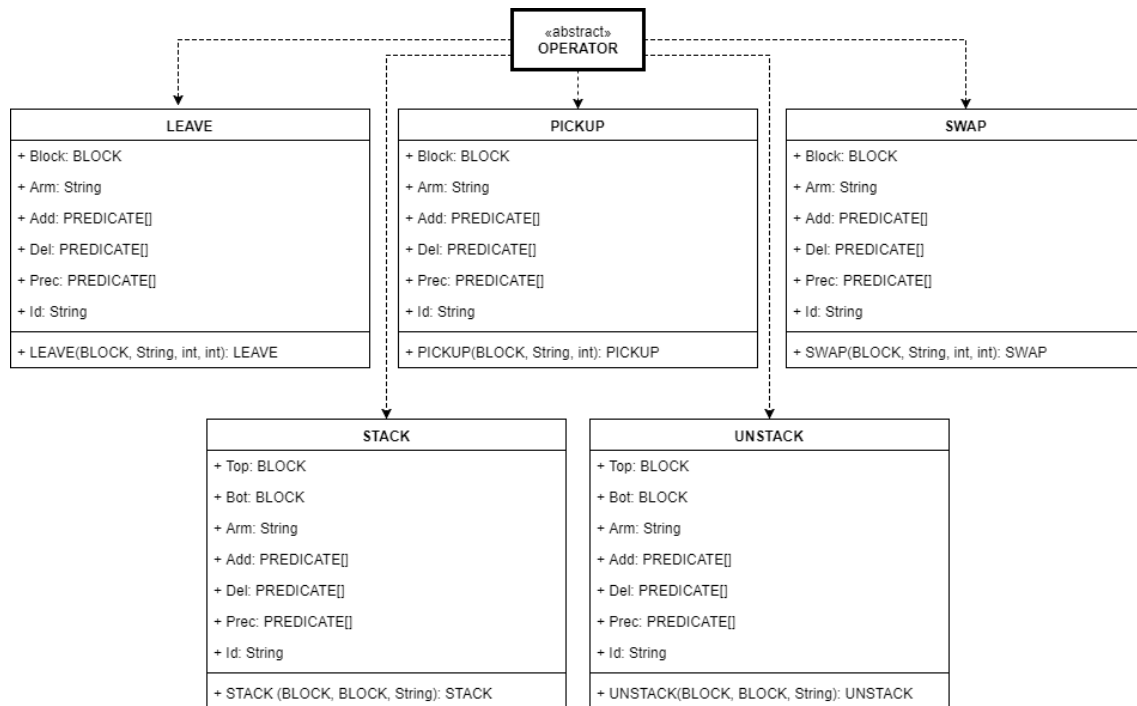 «abstract»
OPERATOR
LEAVE
+ Block: BLOCK
+ Arm: String
+ Add: PREDICATE[]
+ Del: PREDICATE[]
+ Prec: PREDICATE[]
+ Id: String
+ LEAVE(BLOCK, String, int, int): LEAVE
PICKUP
+ Block: BLOCK
+ Arm: String
+ Add: PREDICATE[]
+ Del: PREDICATE[]
+ Prec: PREDICATE[]
+ Id: String
+ PICKUP(BLOCK, String, int): PICKUP
SWAP
+ Block: BLOCK
+ Arm: String
+ Add: PREDICATE[]
+ Del: PREDICATE[]
+ Prec: PREDICATE[]
+ Id: String
+ SWAP(BLOCK, String, int, int): SWAP
STACK
+ Top: BLOCK
+ Bot: BLOCK
+ Arm: String
+ Add: PREDICATE[]
+ Del: PREDICATE[]
+ Prec: PREDICATE[]
+ Id: String
+ STACK (BLOCK, BLOCK, String): STACK
UNSTACK
+ Top: BLOCK
+ Bot: BLOCK
+ Arm: String
+ Add: PREDICATE[]
+ Del: PREDICATE[]
+ Prec: PREDICATE[]
+ Id: String
+ UNSTACK(BLOCK, BLOCK, String): UNSTACK